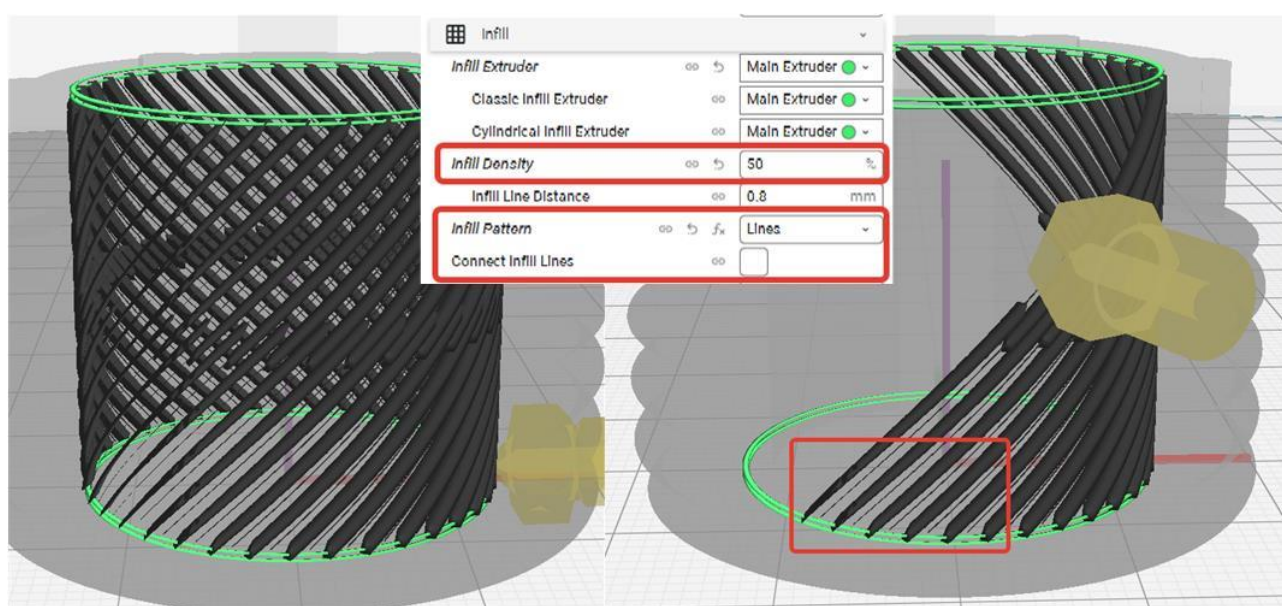 Infill
Infill Extruder Main Extruder
Classic Infill Extruder Main Extruder
Cylindrical Infill Extruder Main Extruder
Infill Density 50 %
Infill Line Distance 0.8 mm
Infill Pattern fx Lines
Connect Infill Lines